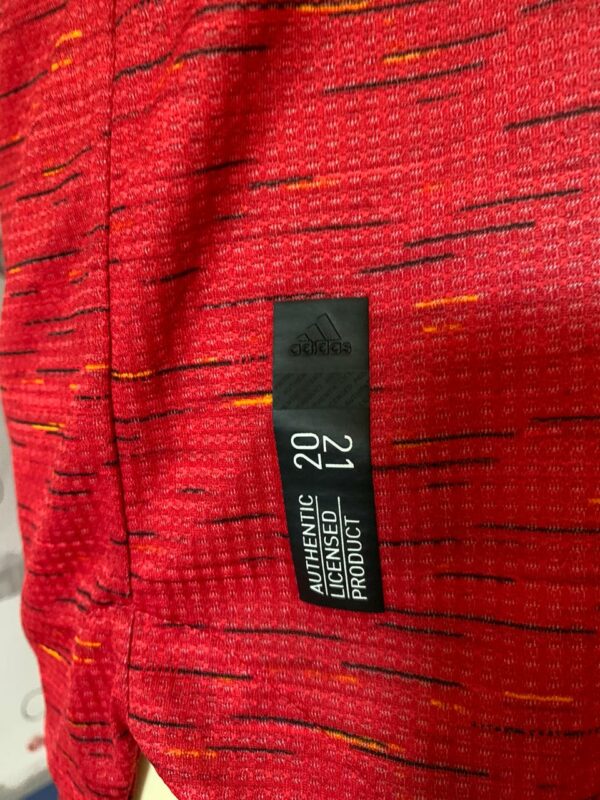 adidas
20
21
AUTHENTIC
LICENSED
PRODUCT